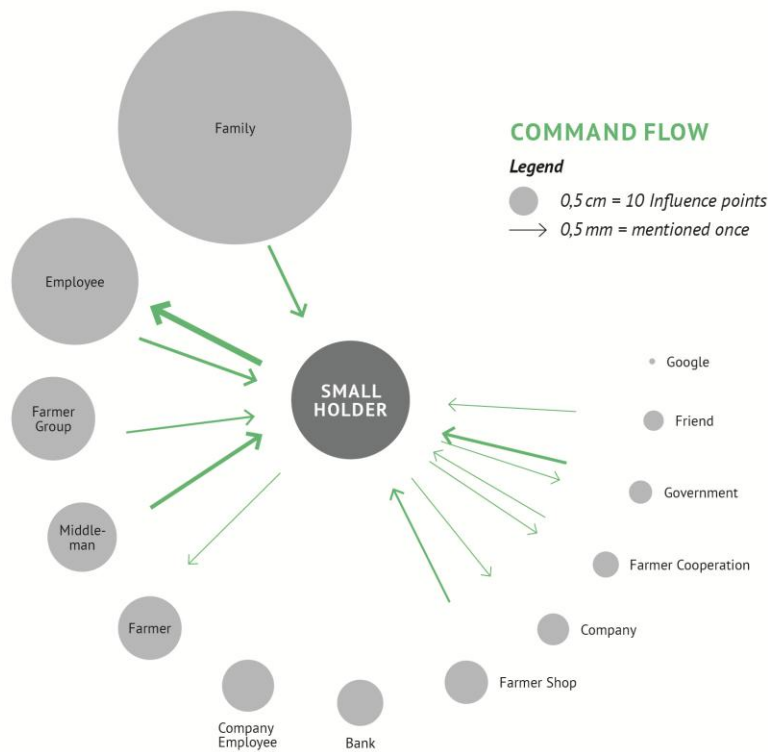 Family
COMMAND FLOW
Legend
0,5 cm = 10 Influence points
0,5 mm = mentioned once
Employee
SMALL
HOLDER
Google
Farmer
Group
Friend
Government
Middle-
man
Farmer Cooperation
Farmer
Company
Farmer Shop
Company
Employee
Bank